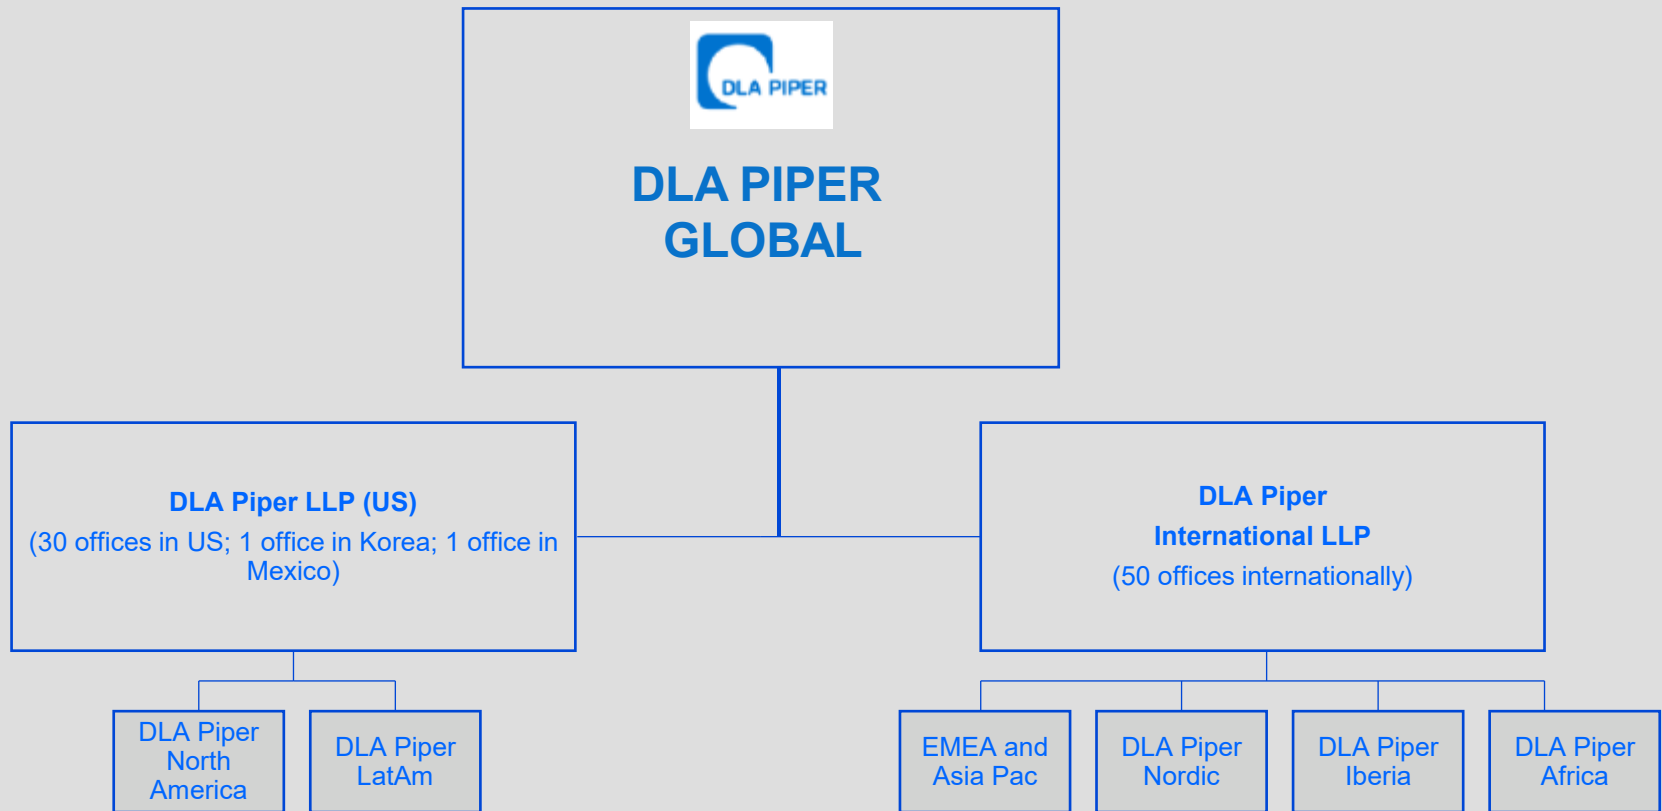 DLA PIPER
DLA PIPER
GLOBAL
DLA Piper LLP (US)
(30 offices in US; 1 office in Korea; 1 office in
Mexico)
DLA Piper
International LLP
(50 offices internationally)
DLA Piper
North
America
DLA Piper
LatAm
EMEA and
Asia Pac
DLA Piper
Nordic
DLA Piper
Iberia
DLA Piper
Africa